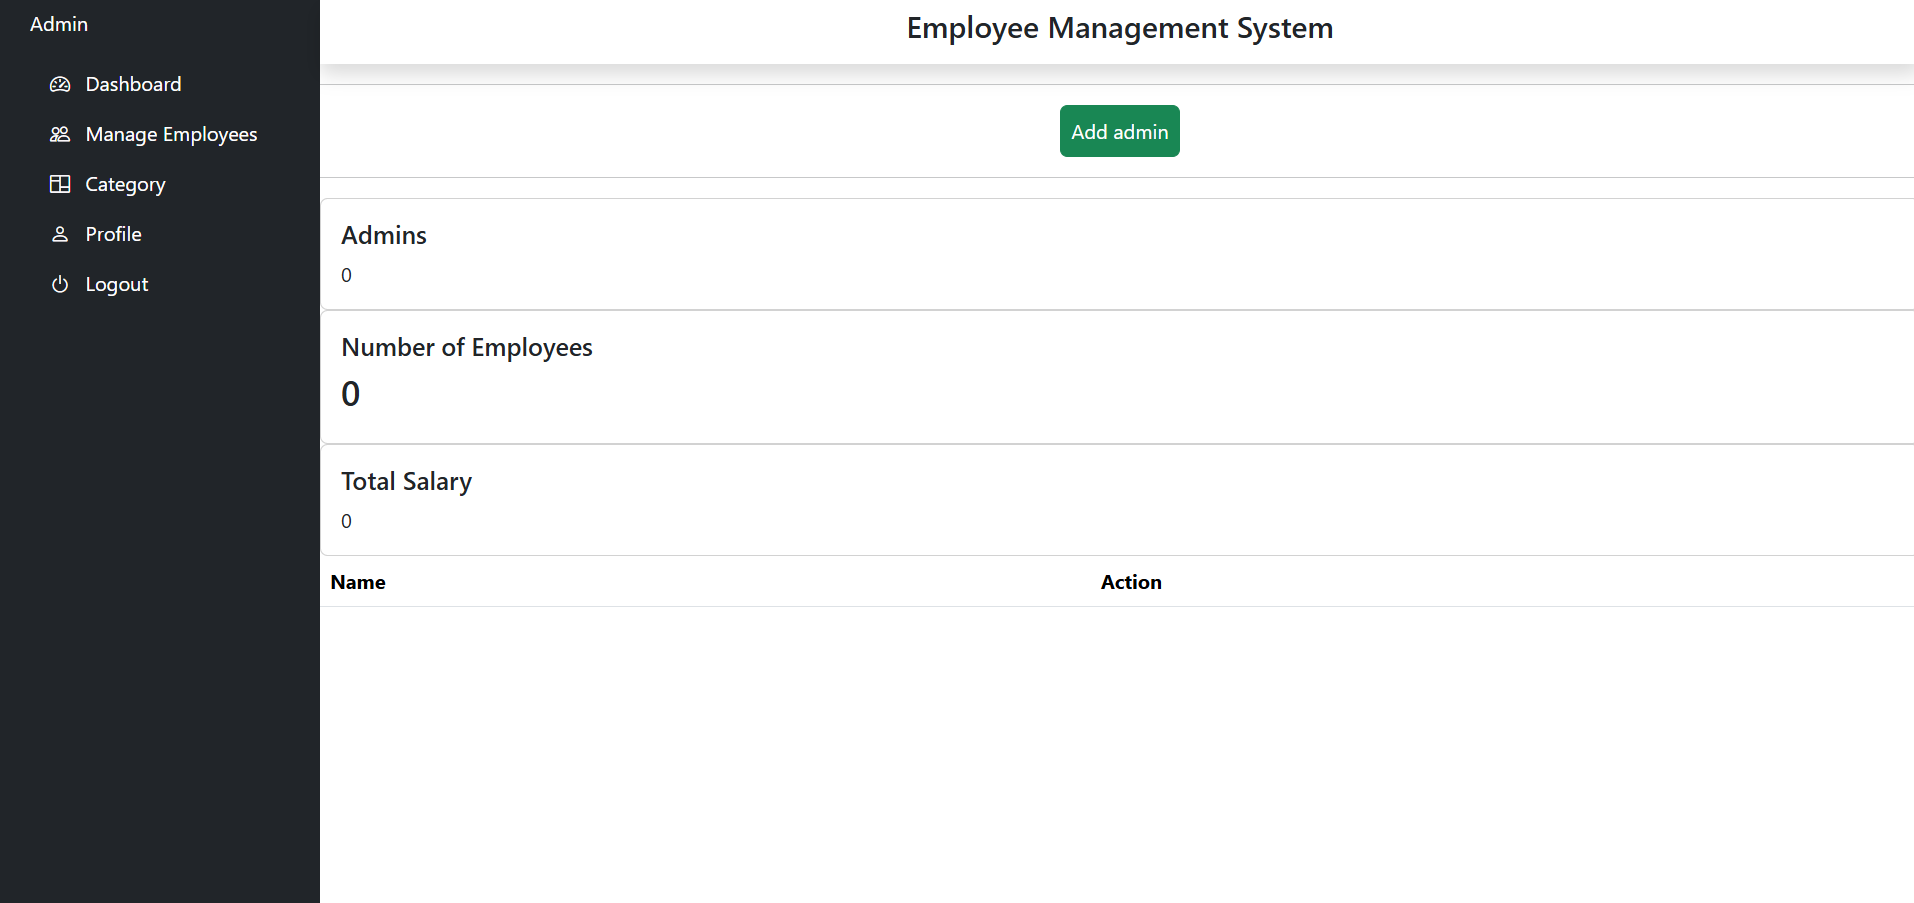 Admin
Dashboard
Manage Employees
Category
Profile
Logout
Employee Management System
Add admin
Admins
0
Number of Employees
0
Total Salary
0
Name Action